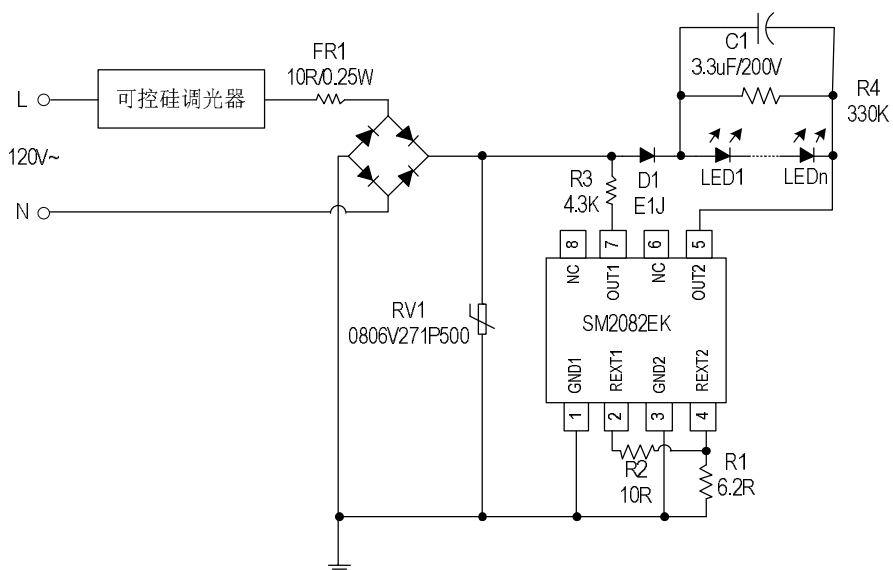 C1
3.3uF/200V
FR1
10R/0.25W
R4
330K
L
可控硅调光器
120V~
N
R3
4.3K
D1
E1J
LED1
LEDn
8
7
6
5
NC
OUT1
NC
OUT2
RV1
0806V271P500
SM2082EK
GND1
REXT1
GND2
REXT2
1
2
3
4
R2
10R
R1
6.2R